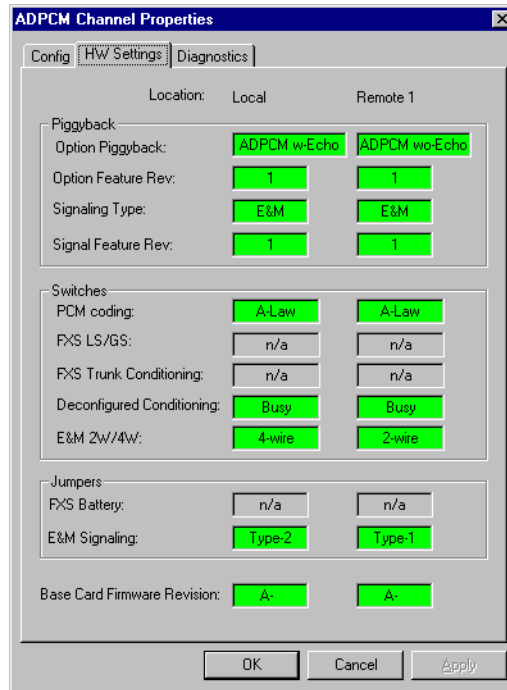 ADPCM Channel Properties
Config HW Settings Diagnostics
Location: Local Remote 1
Piggyback
Option Piggyback: ADPCM w-Echo ADPCM wo-Echo
Option Feature Rev: 1 1
Signaling Type: E&M E&M
Signal Feature Rev: 1 1
Switches
PCM coding: A-Law A-Law
FXS LS/GS: n/a n/a
FXS Trunk Conditioning: n/a n/a
Deconfigured Conditioning: Busy Busy
E&M 2W/4W: 4-wire 2-wire
Jumpers
FXS Battery: n/a n/a
E&M Signaling: Type-2 Type-1
Base Card Firmware Revision: A- A-
OK Cancel Apply